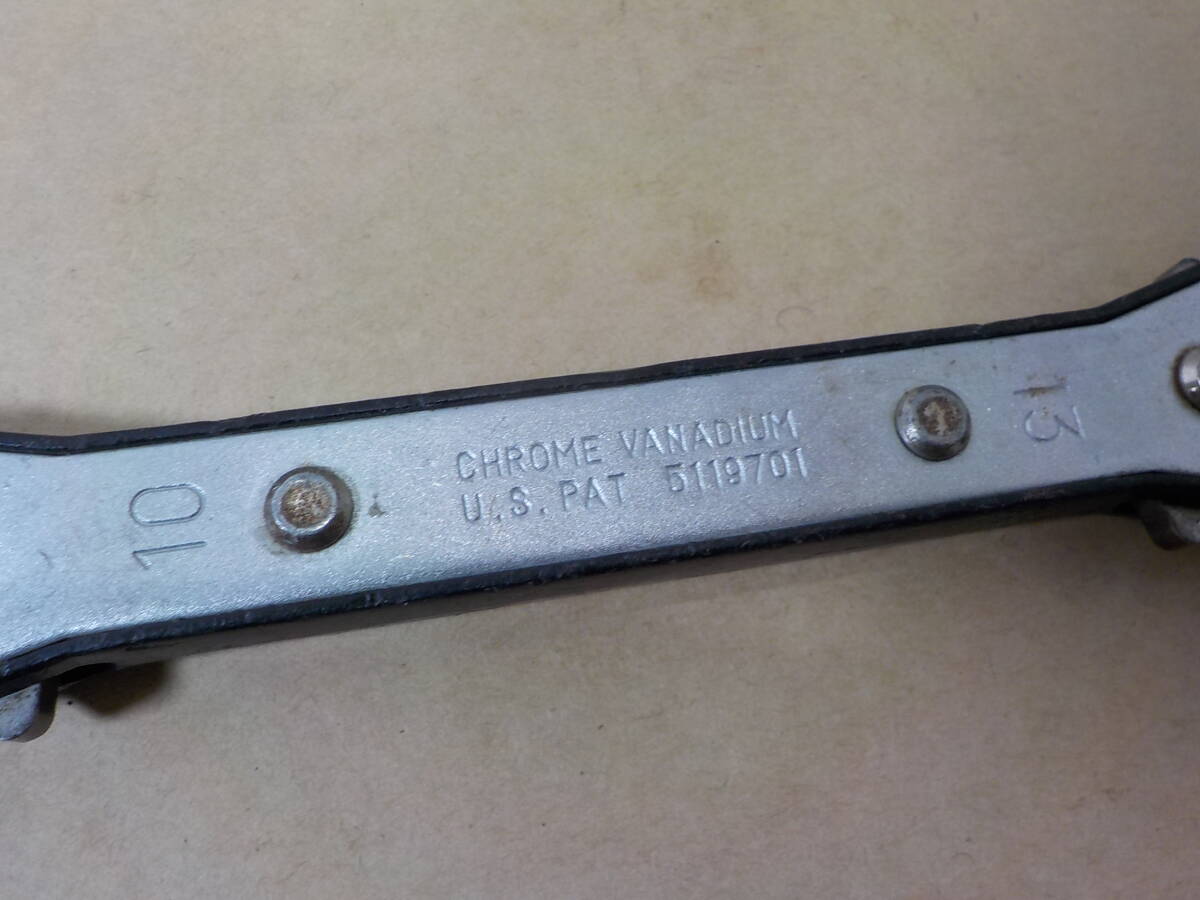 10
CHROME VANADIUM
U.S. PAT 5119701
13